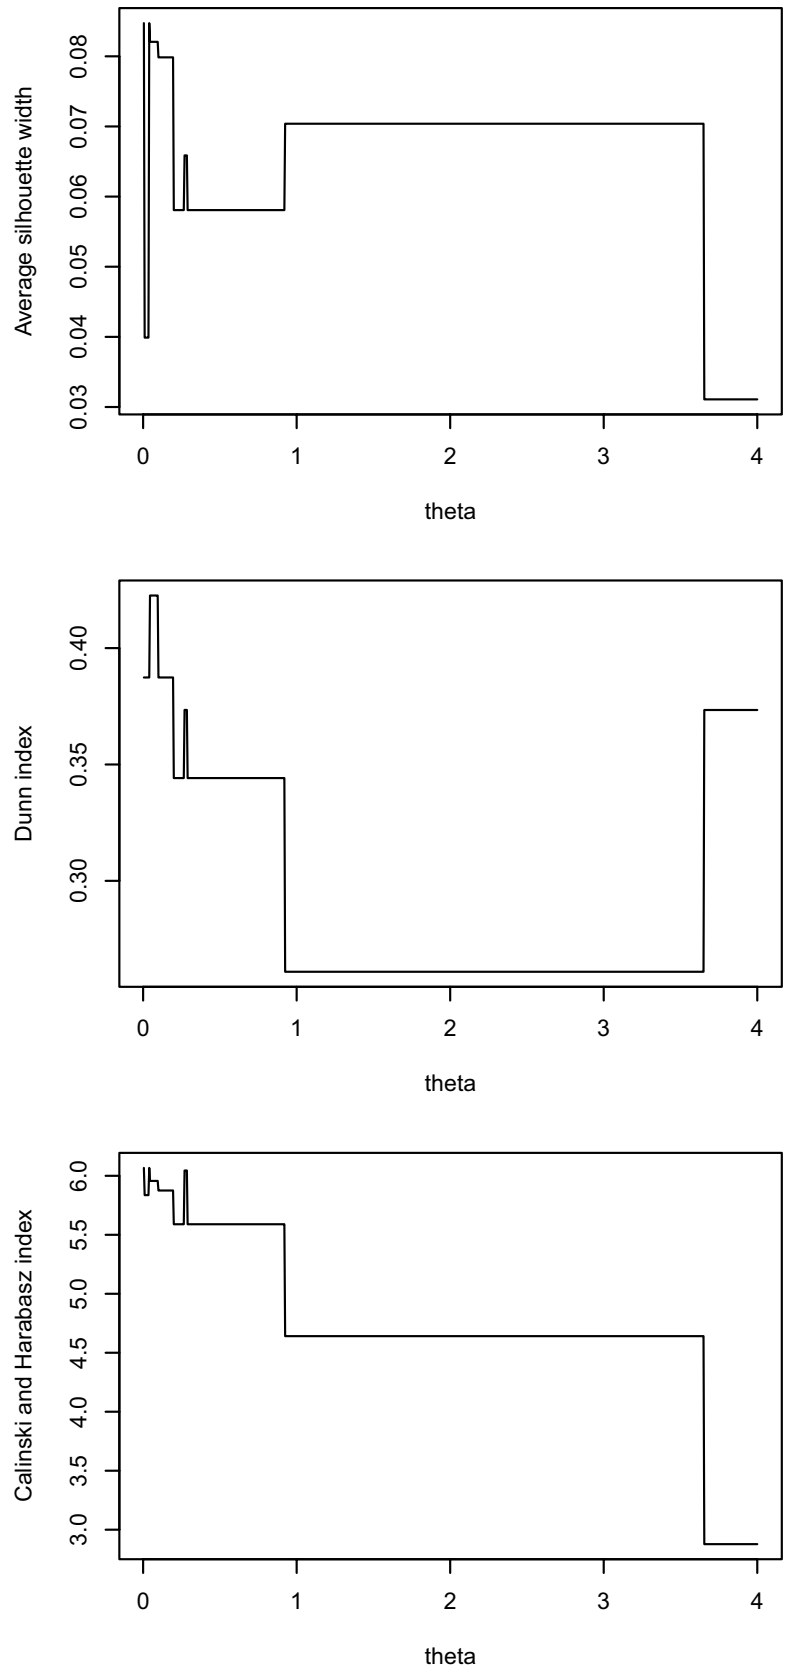 Average silhouette width
0.08
0.07
0.06
0.05
0.04
0.03
0 1 2 3 4
theta
Dunn index
0.40
0.35
0.30
0 1 2 3 4
theta
Calinski and Harabasz index
6.0
5.5
5.0
4.5
4.0
3.5
3.0
0 1 2 3 4
theta